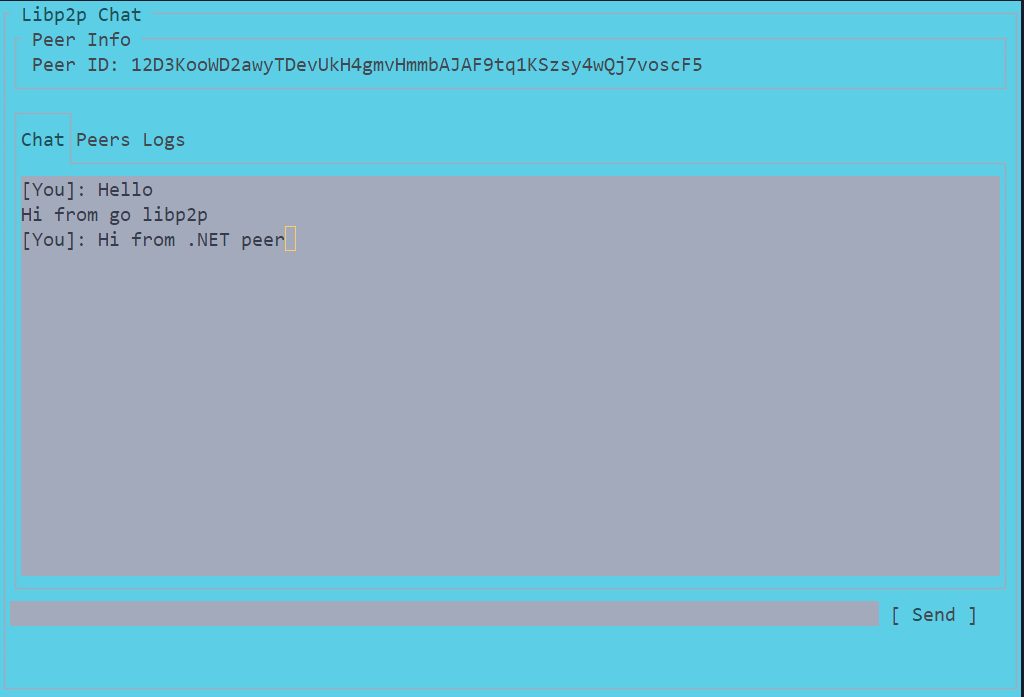 Libp2p Chat
Peer Info
Peer ID: 12D3KooWD2awyTDevUkH4gmvHmmbAJAF9tq1KSzsy4wQj7voscF5
Chat Peers Logs
[You]: Hello
Hi from go libp2p
[You]: Hi from .NET peer
[ Send ]